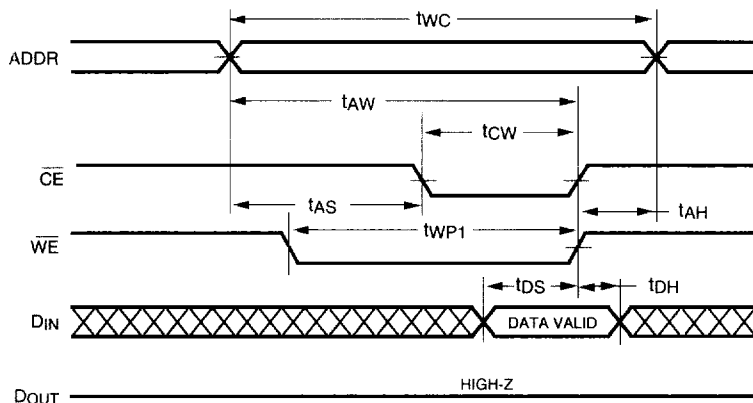 tWC
ADDR
tAW
tCW
CE
tAS
tAH
WE
tWP1
tDS
tDH
DIN
DATA VALID
HIGH-Z
DOUT